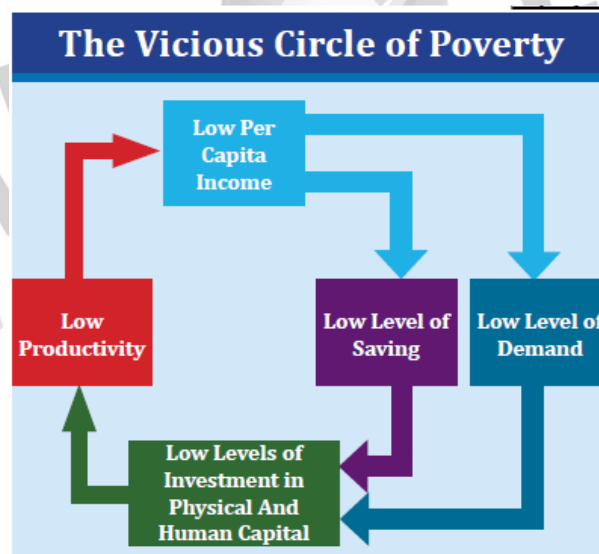 The Vicious Circle of Poverty
Low Per
Capita
Income
Low
Productivity
Low Level of
Saving
Low Level of
Demand
Low Levels of
Investment in
Physical And
Human Capital